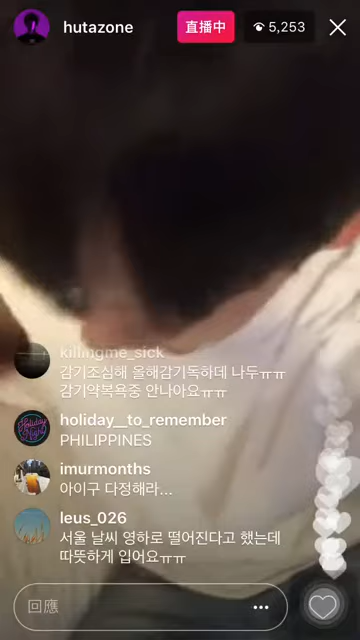 hutazone
直播中
5,253
killingme_sick
감기조심해 올해감기독하데 나두ㅠㅠ
감기약복욕중 안나아요ㅠㅠ
holiday__to_remember
PHILIPPINES
imurmonths
아이구 다정해라...
leus_026
서울 날씨 영하로 떨어진다고 했는데
따뜻하게 입어요ㅠㅠ
回應